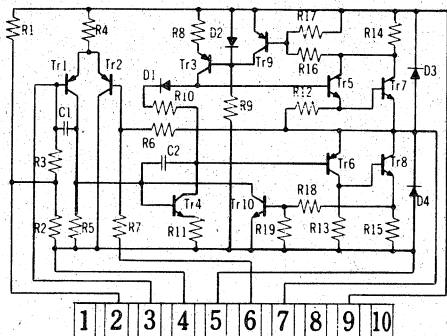 R1 R4 R8 D2 R17 R14
Tr1 Tr2 Tr3 Tr9 R16 D3
D1 R10 R9 R12 Tr5 Tr7
C1 R6
R3 C2 Tr6 Tr8
R2 R5 R7 Tr4 R11 Tr10 R19 R18 R13 R15 D4
1 2 3 4 5 6 7 8 9 10